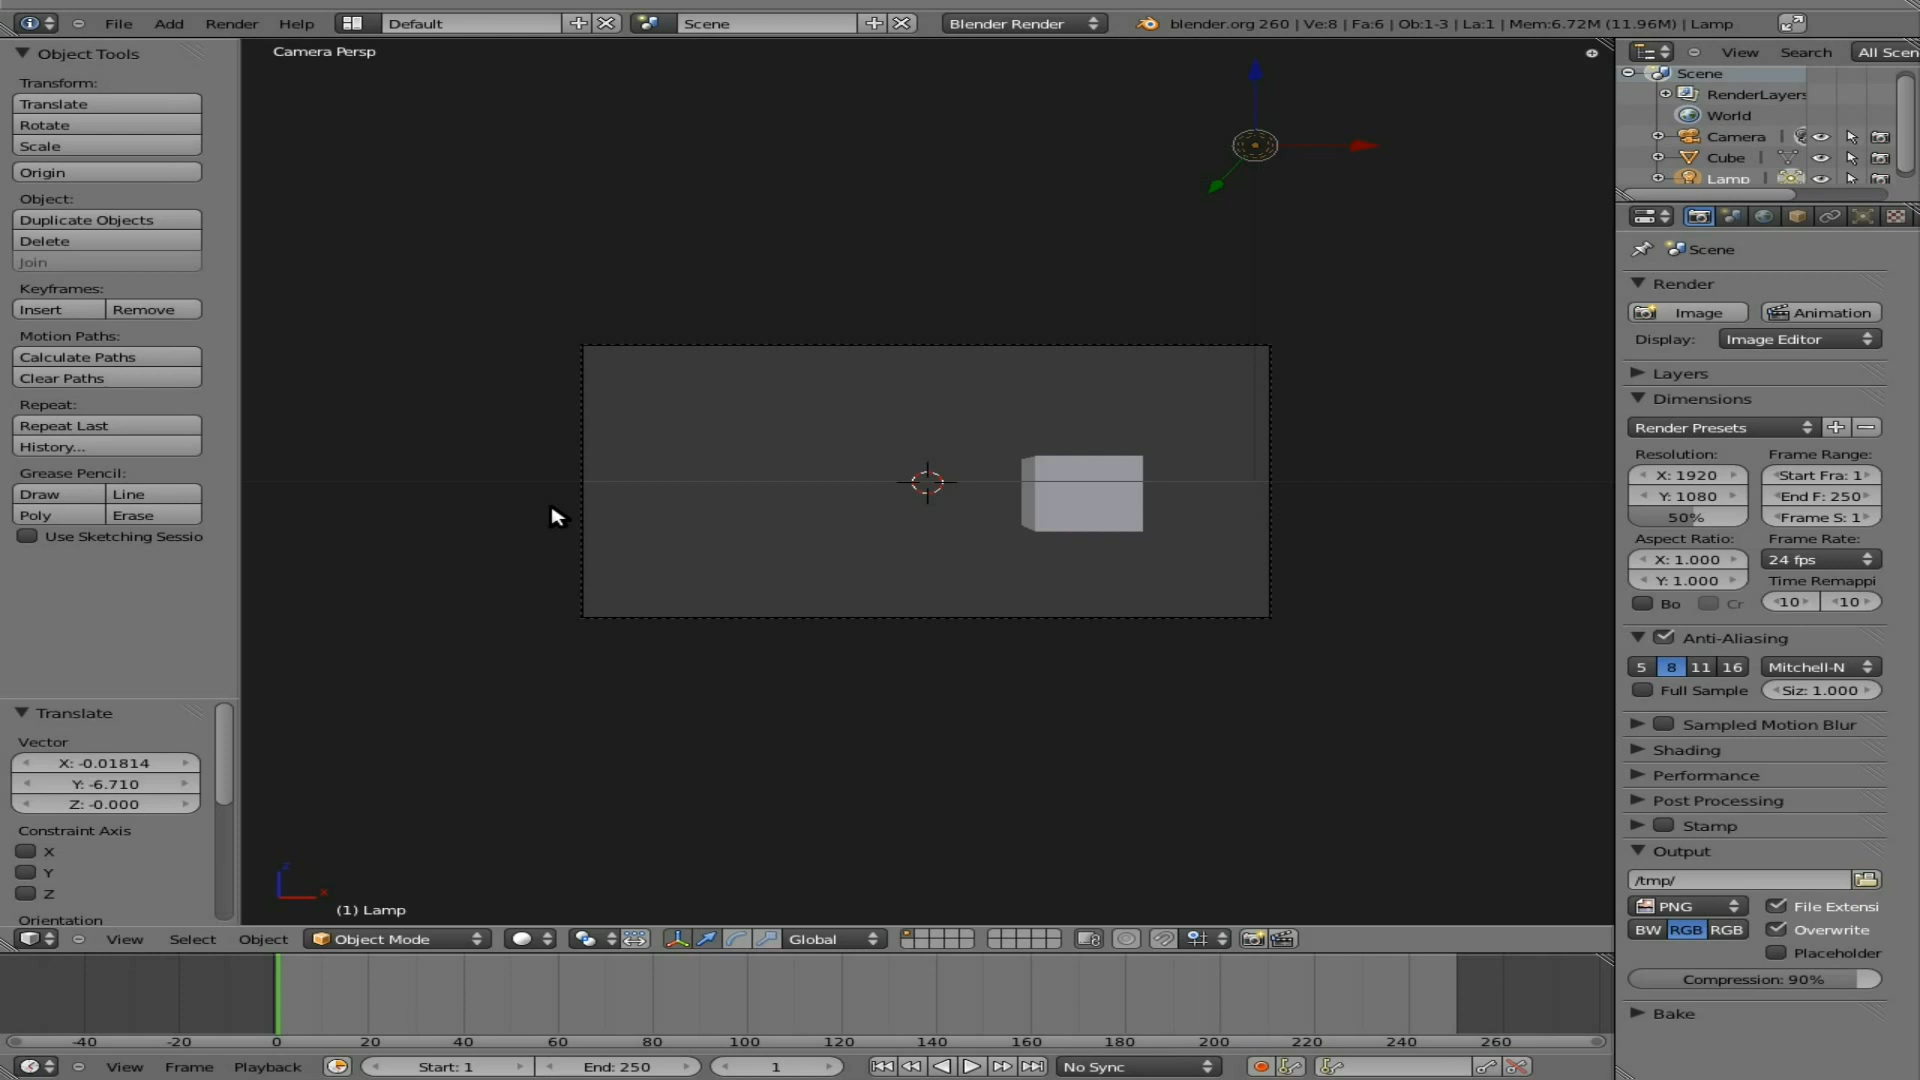 File Add Render Help Default Scene Blender Render blender.org 260 | Ve:8 | Fa:6 | Ob:1-3 | La:1 | Mem:6.72M (11.96M) | Lamp
Object Tools
Transform:
Translate
Rotate
Scale
Origin
Object:
Duplicate Objects
Delete
Join
Keyframes:
Insert Remove
Motion Paths:
Calculate Paths
Clear Paths
Repeat:
Repeat Last
History...
Grease Pencil:
Draw Line
Poly Erase
Use Sketching Sessio
Translate
Vector
X: -0.01814
Y: -6.710
Z: -0.000
Constraint Axis
X
Y
Z
Orientation
Camera Persp
z
x
(1) Lamp
View Select Object Object Mode Global
-40 -20 0 20 40 60 80 100 120 140 160 180 200 220 240 260
View Frame Playback Start: 1 End: 250 1 No Sync
View Search All Scen
Scene
RenderLayers
World
Camera
Cube
Lamp
Scene
Render
Image Animation
Display: Image Editor
Layers
Dimensions
Render Presets
Resolution: Frame Range:
X: 1920 Start Fra: 1
Y: 1080 End F: 250
50% Frame S: 1
Aspect Ratio: Frame Rate:
X: 1.000 24 fps
Y: 1.000 Time Remappi
Bo Cr 10 10
Anti-Aliasing
5 8 11 16 Mitchell-N
Full Sample Siz: 1.000
Sampled Motion Blur
Shading
Performance
Post Processing
Stamp
Output
/tmp/
PNG File Extensi
BW RGB RGB Overwrite
Placeholder
Compression: 90%
Bake